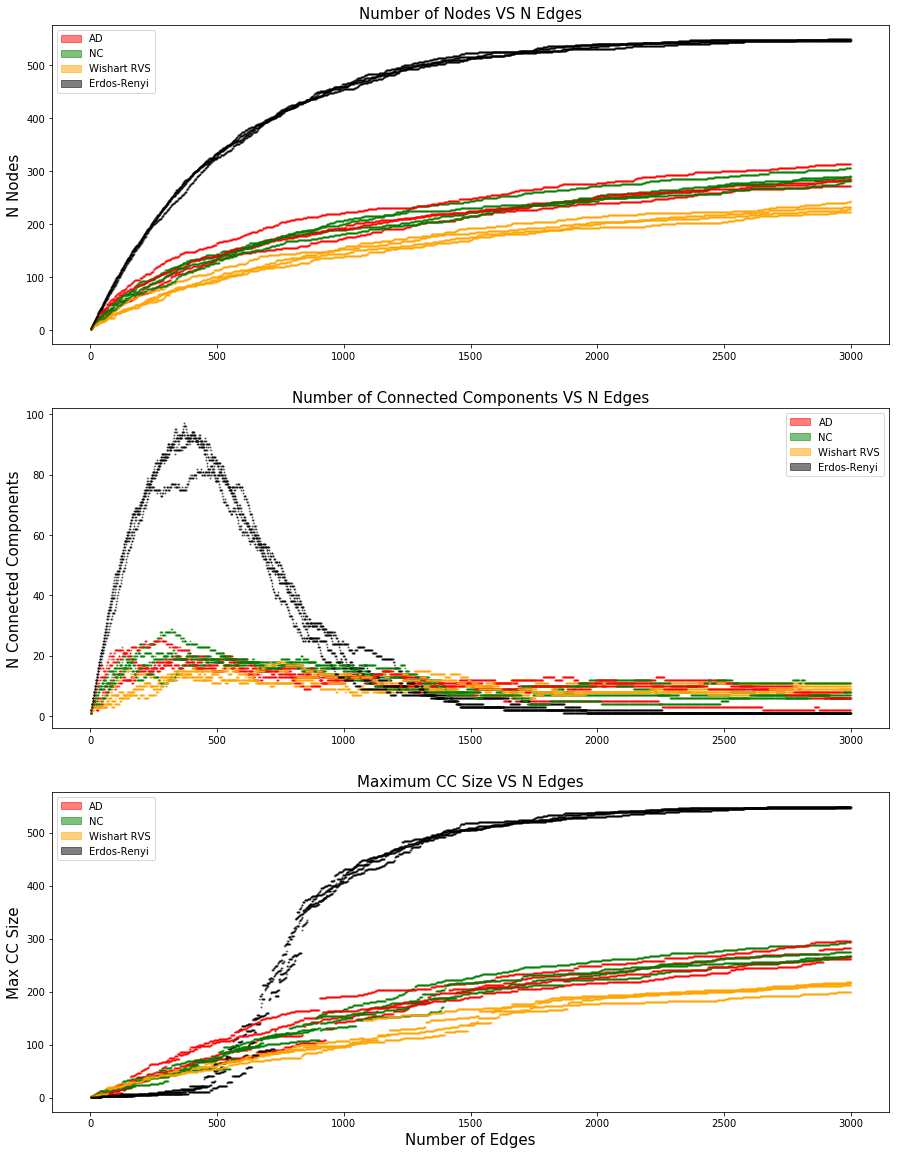 Number of Nodes VS N Edges
AD
NC
Wishart RVS
Erdos-Renyi
N Nodes
500
400
300
200
100
0
0 500 1000 1500 2000 2500 3000
Number of Connected Components VS N Edges
AD
NC
Wishart RVS
Erdos-Renyi
N Connected Components
100
80
60
40
20
0
0 500 1000 1500 2000 2500 3000
Maximum CC Size VS N Edges
AD
NC
Wishart RVS
Erdos-Renyi
Max CC Size
500
400
300
200
100
0
0 500 1000 1500 2000 2500 3000
Number of Edges